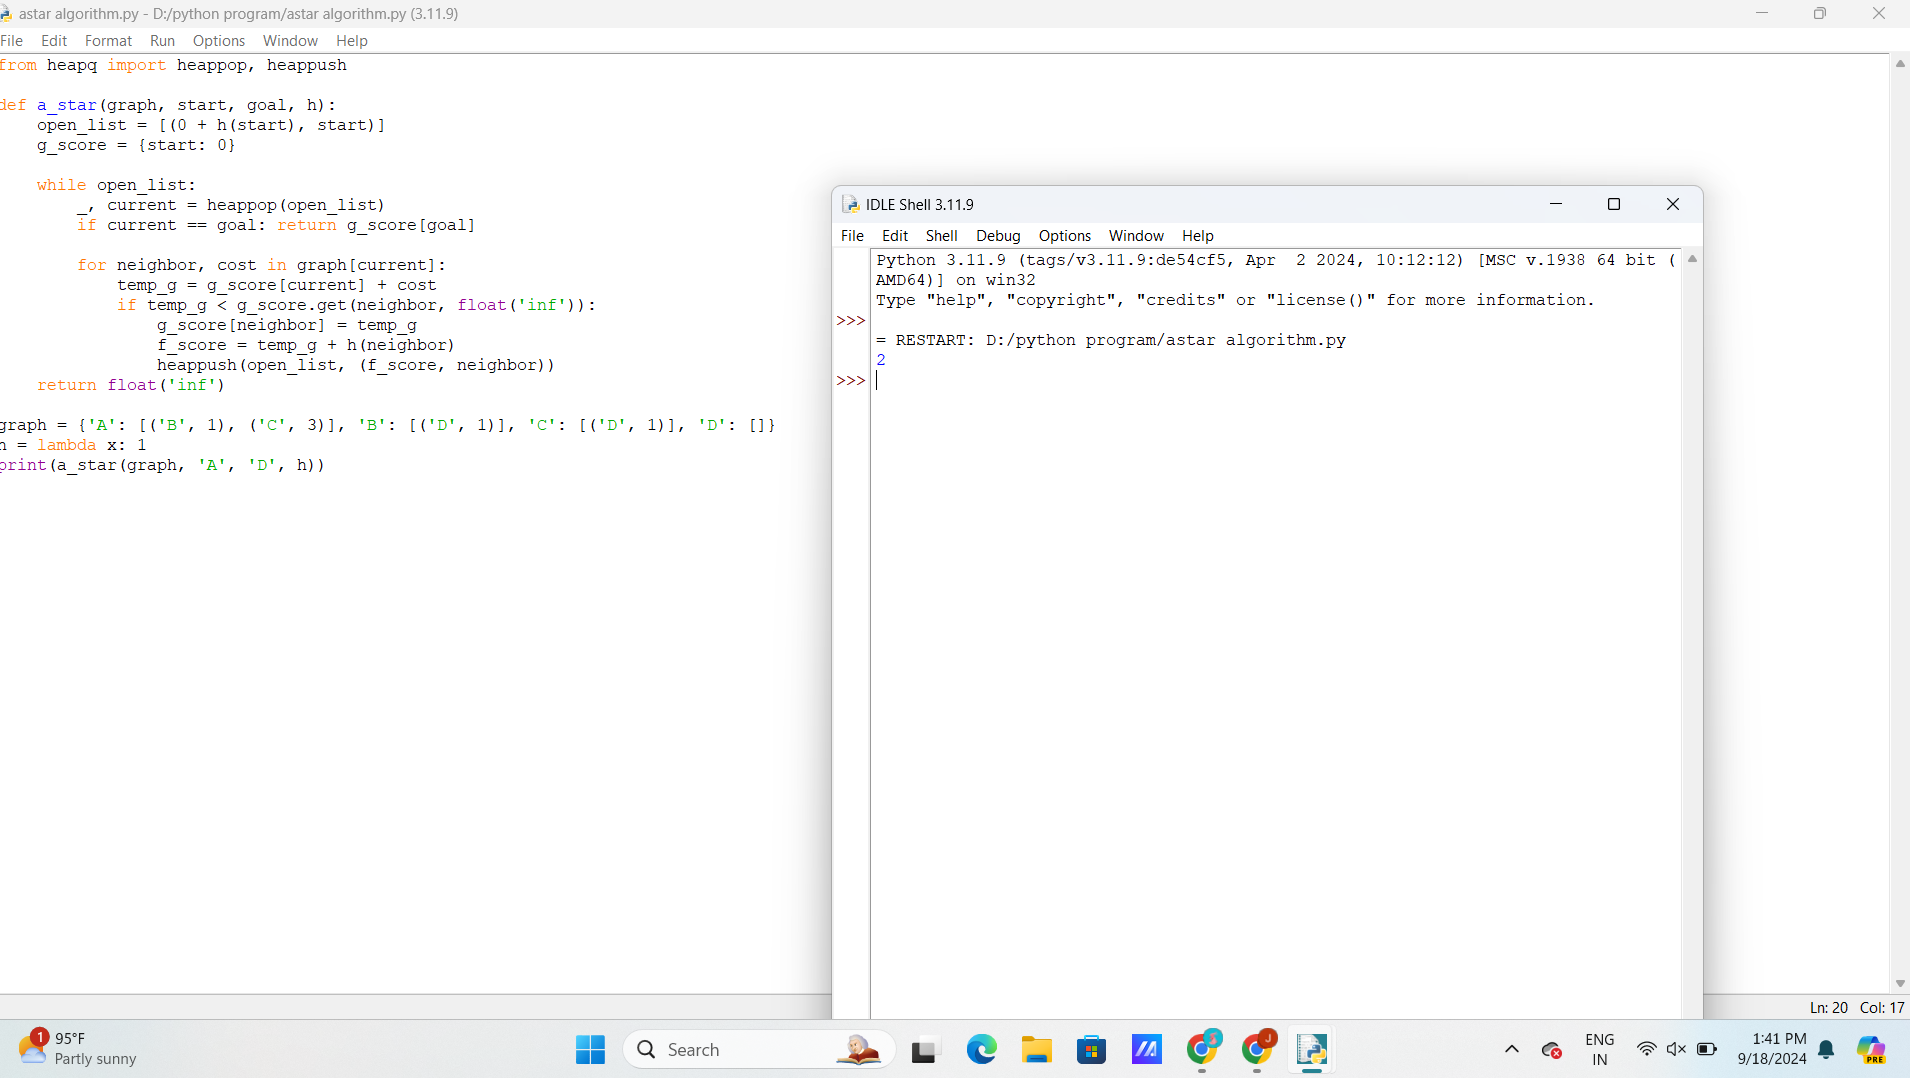 astar algorithm.py - D:/python program/astar algorithm.py (3.11.9)
File Edit Format Run Options Window Help
from heapq import heappop, heappush
def a_star(graph, start, goal, h):
    open_list = [(0 + h(start), start)]
    g_score = {start: 0}
    while open_list:
        _, current = heappop(open_list)
        if current == goal: return g_score[goal]
        for neighbor, cost in graph[current]:
            temp_g = g_score[current] + cost
            if temp_g < g_score.get(neighbor, float('inf')):
                g_score[neighbor] = temp_g
                f_score = temp_g + h(neighbor)
                heappush(open_list, (f_score, neighbor))
    return float('inf')
graph = {'A': [('B', 1), ('C', 3)], 'B': [('D', 1)], 'C': [('D', 1)], 'D': []}
h = lambda x: 1
print(a_star(graph, 'A', 'D', h))
IDLE Shell 3.11.9
File Edit Shell Debug Options Window Help
Python 3.11.9 (tags/v3.11.9:de54cf5, Apr  2 2024, 10:12:12) [MSC v.1938 64 bit (
AMD64)] on win32
Type "help", "copyright", "credits" or "license()" for more information.
>>>
= RESTART: D:/python program/astar algorithm.py
2
>>>
Ln: 20 Col: 17
1
95°F
Partly sunny
Search
J
ENG
IN
1:41 PM
9/18/2024
PRE